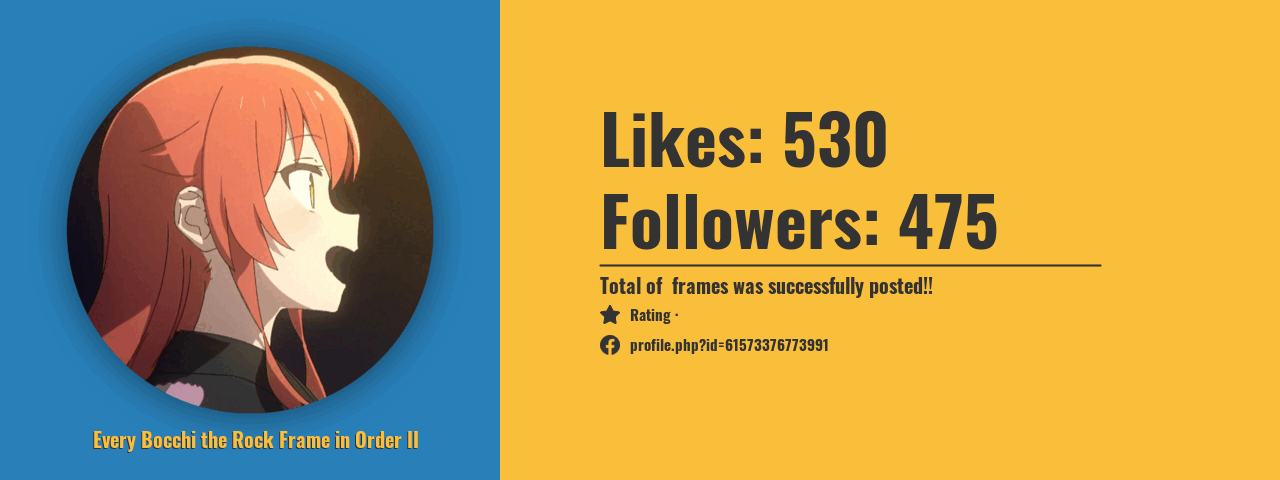 Likes: 530
Followers: 475
Total of  frames was successfully posted!!
Rating ·
profile.php?id=61573376773991
Every Bocchi the Rock Frame in Order II